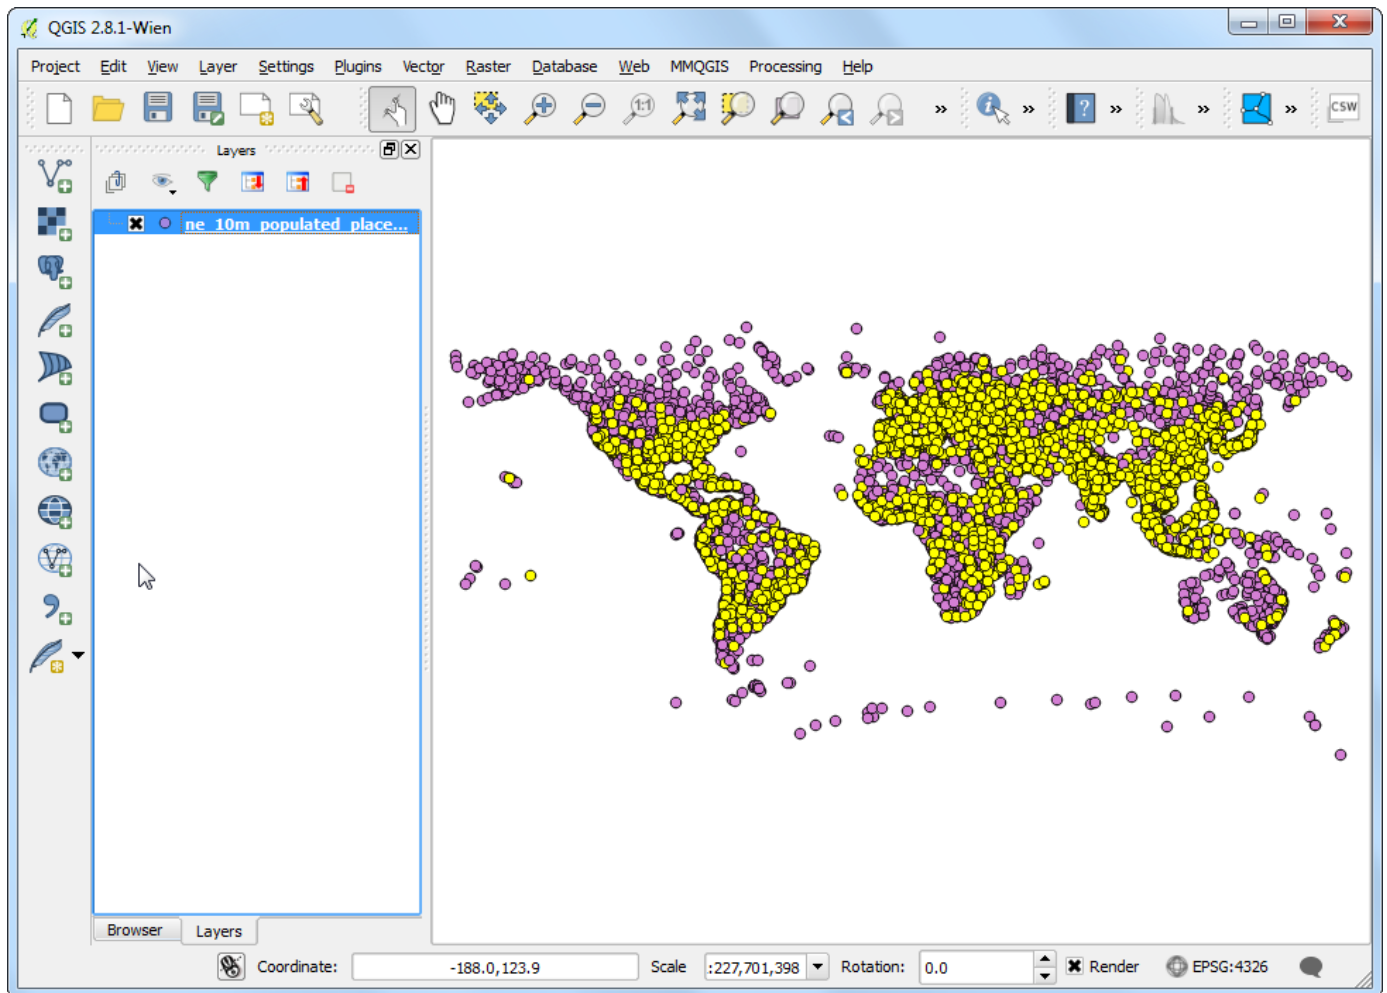 QGIS 2.8.1-Wien
Project Edit View Layer Settings Plugins Vector Raster Database Web MMQGIS Processing Help
1:1 » » ? » » » CSW
Layers
ne_10m_populated_place...
Browser Layers
Coordinate: -188.0,123.9 Scale :227,701,398 Rotation: 0.0 Render EPSG:4326